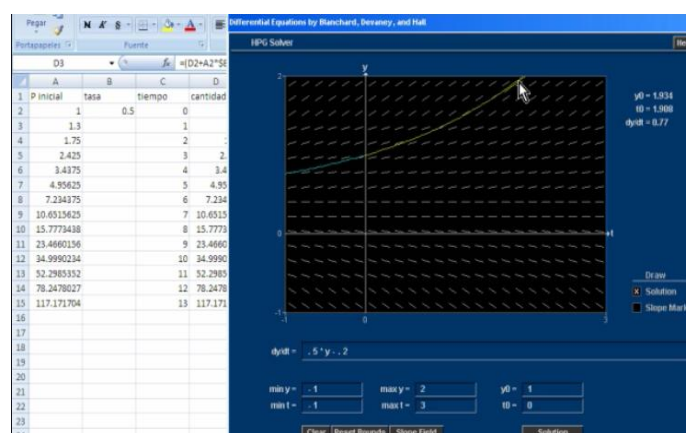 Pegar
N K S
Portapapeles
Fuente
D3
fx
=(D2+A2*$E
A B C D
1 P inicial tasa tiempo cantidad
2 1 0.5 0
3 1.3 1
4 1.75 2
5 2.425 3 2.
6 3.4375 4 3.4
7 4.95625 5 4.95
8 7.234375 6 7.234
9 10.6515625 7 10.6515
10 15.7773438 8 15.7773
11 23.4660156 9 23.4660
12 34.9990234 10 34.9990
13 52.2985352 11 52.2985
14 78.2478027 12 78.2478
15 117.171704 13 117.171
16
17
18
19
20
21
22
23
Differential Equations by Blanchard, Devaney, and Hall
HPG Solver
y
2
y0 = 1.934
t0 = 1.908
dy/dt = 0.77
0
t
Draw
x Solution
Slope Mark
-1
-1 0 3
dy/dt = .5*y-.2
min y = -1 max y = 2 y0 = 1
min t = -1 max t = 3 t0 = 0
Clear Reset Bounds Slope Field Solution